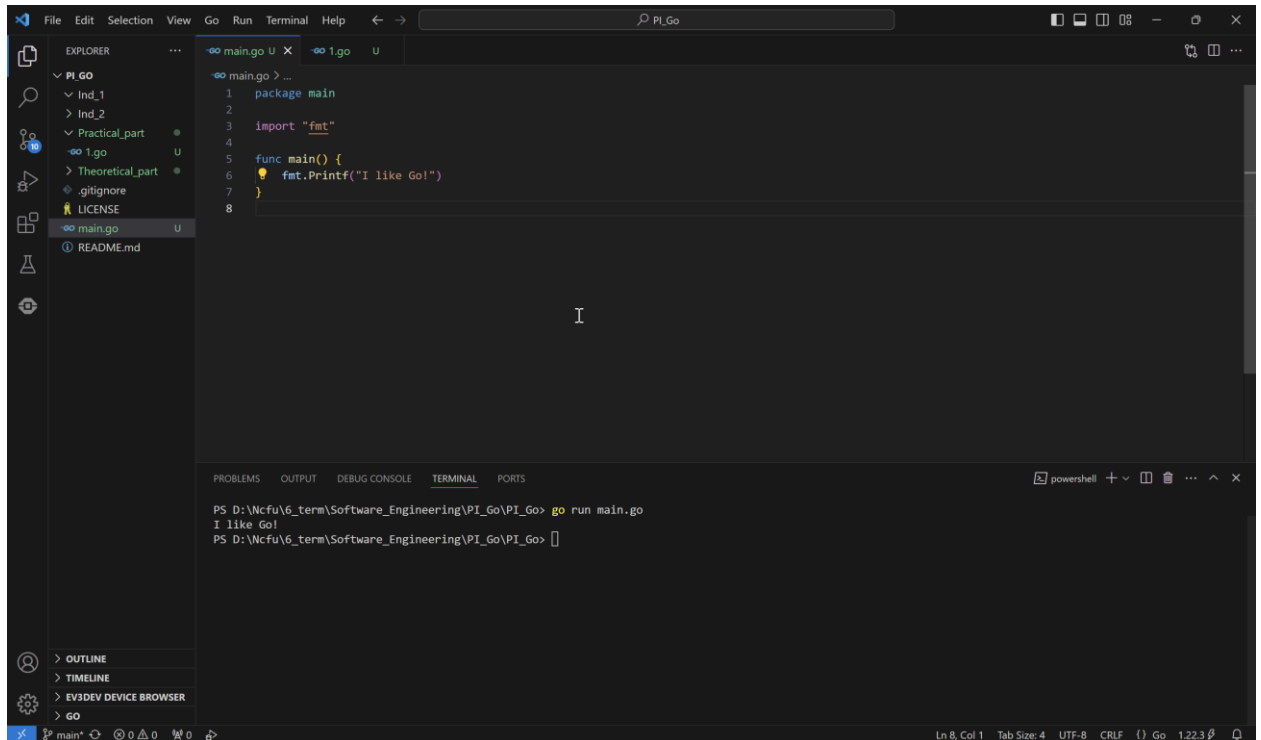 File Edit Selection View Go Run Terminal Help
PI_Go
EXPLORER
PI_GO
Ind_1
Ind_2
Practical_part
1.go U
Theoretical_part
.gitignore
LICENSE
main.go U
README.md
OUTLINE
TIMELINE
EV3DEV DEVICE BROWSER
GO
10
main.go U 1.go U
main.go > ...
1 package main
2
3 import "fmt"
4
5 func main() {
6 fmt.Printf("I like Go!")
7 }
8
PROBLEMS OUTPUT DEBUG CONSOLE TERMINAL PORTS
powershell
PS D:\Ncfu\6_term\Software_Engineering\PI_Go\PI_Go> go run main.go
I like Go!
PS D:\Ncfu\6_term\Software_Engineering\PI_Go\PI_Go>
main* 0 0 0 Ln 8, Col 1 Tab Size: 4 UTF-8 CRLF {} Go 1.22.3